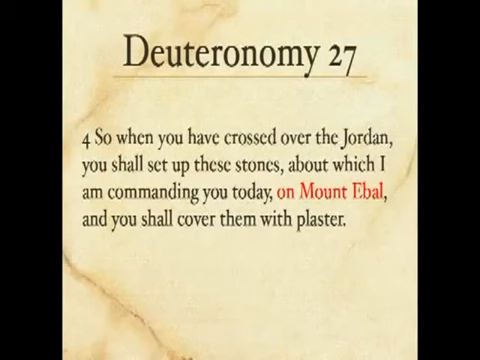 Deuteronomy 27
4 So when you have crossed over the Jordan,
you shall set up these stones, about which I
am commanding you today, on Mount Ebal,
and you shall cover them with plaster.